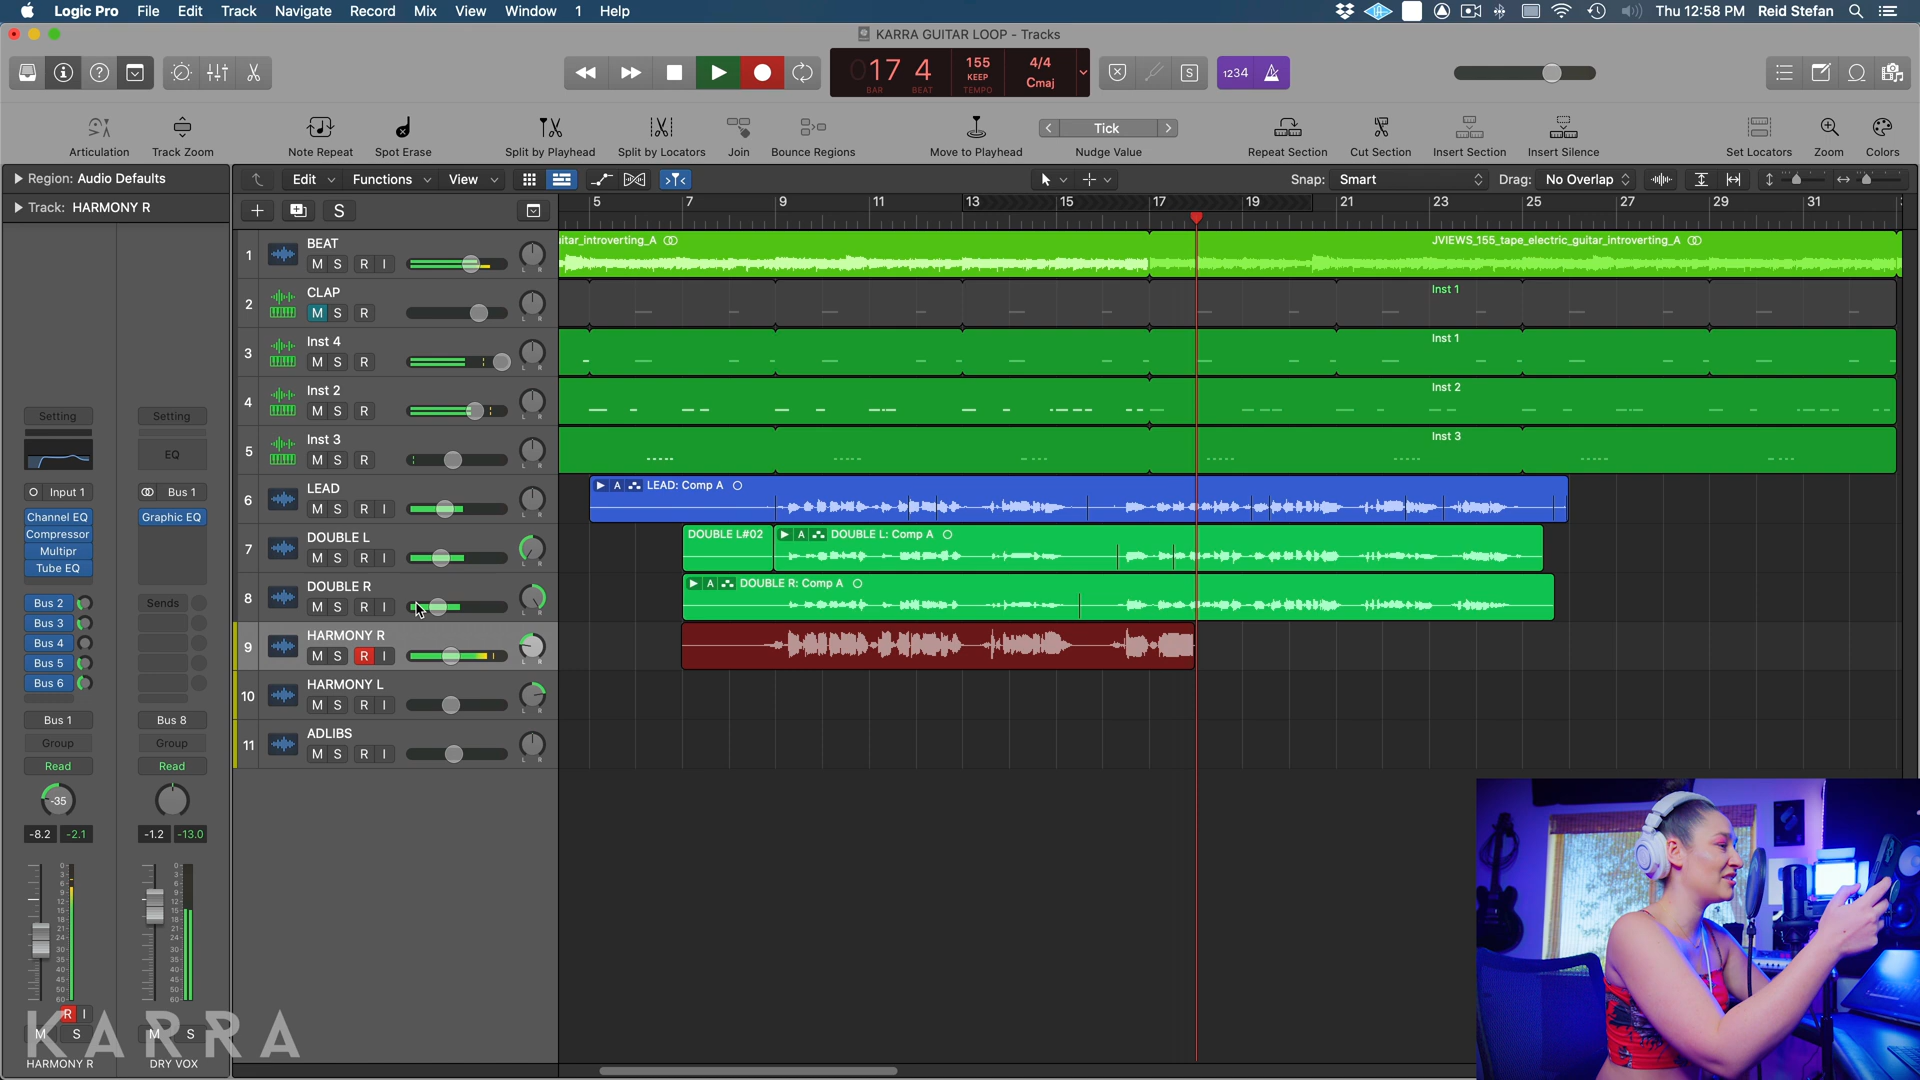 Logic Pro File Edit Track Navigate Record Mix View Window 1 Help
Thu 12:58 PM Reid Stefan
KARRA GUITAR LOOP - Tracks
017 4 155 4/4
KEEP Cmaj
BAR BEAT TEMPO
S 1234
Tick
Articulation Track Zoom Note Repeat Spot Erase Split by Playhead Split by Locators Join Bounce Regions Move to Playhead Nudge Value Repeat Section Cut Section Insert Section Insert Silence Set Locators Zoom Colors
Region: Audio Defaults
Edit Functions View Snap: Smart Drag: No Overlap
Track: HARMONY R
S
5 7 9 11 13 15 17 19 21 23 25 27 29 31
1 BEAT
M S R I
itar_introverting_A
JVIEWS_155_tape_electric_guitar_introverting_A
2 CLAP
M S R
Inst 1
3 Inst 4
M S R
Inst 1
4 Inst 2
M S R
Inst 2
5 Inst 3
M S R
Inst 3
6 LEAD
M S R I
A LEAD: Comp A
7 DOUBLE L
M S R I
DOUBLE L#02 A DOUBLE L: Comp A
8 DOUBLE R
M S R I
A DOUBLE R: Comp A
9 HARMONY R
M S R I
10 HARMONY L
M S R I
11 ADLIBS
M S R I
Setting Setting
EQ
Input 1 Bus 1
Channel EQ Graphic EQ
Compressor
Multipr
Tube EQ
Bus 2 Sends
Bus 3
Bus 4
Bus 5
Bus 6
Bus 1 Bus 8
Group Group
Read Read
-35
-8.2 -2.1 -1.2 -13.0
R I
M S M S
KARRA
HARMONY R DRY VOX